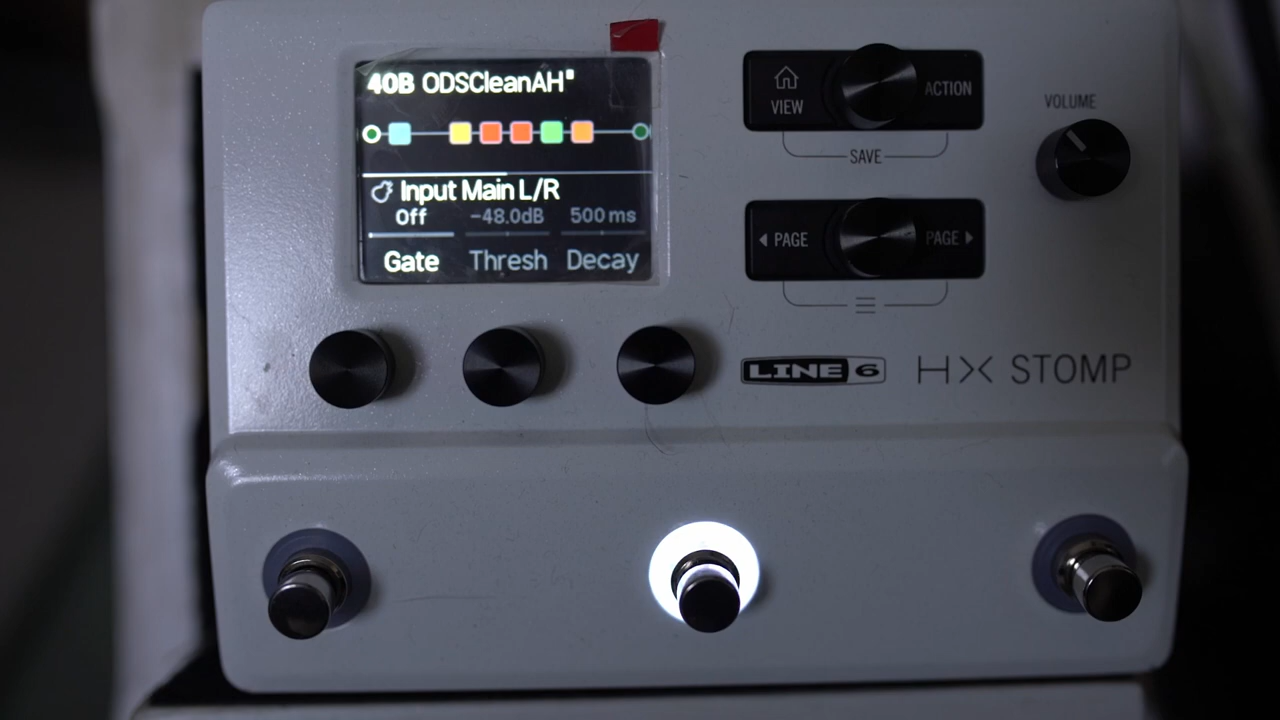 40B ODSCleanAH
Input Main L/R
Off -48.0dB 500 ms
Gate Thresh Decay
VIEW
ACTION
SAVE
VOLUME
PAGE PAGE
LINE 6 HX STOMP